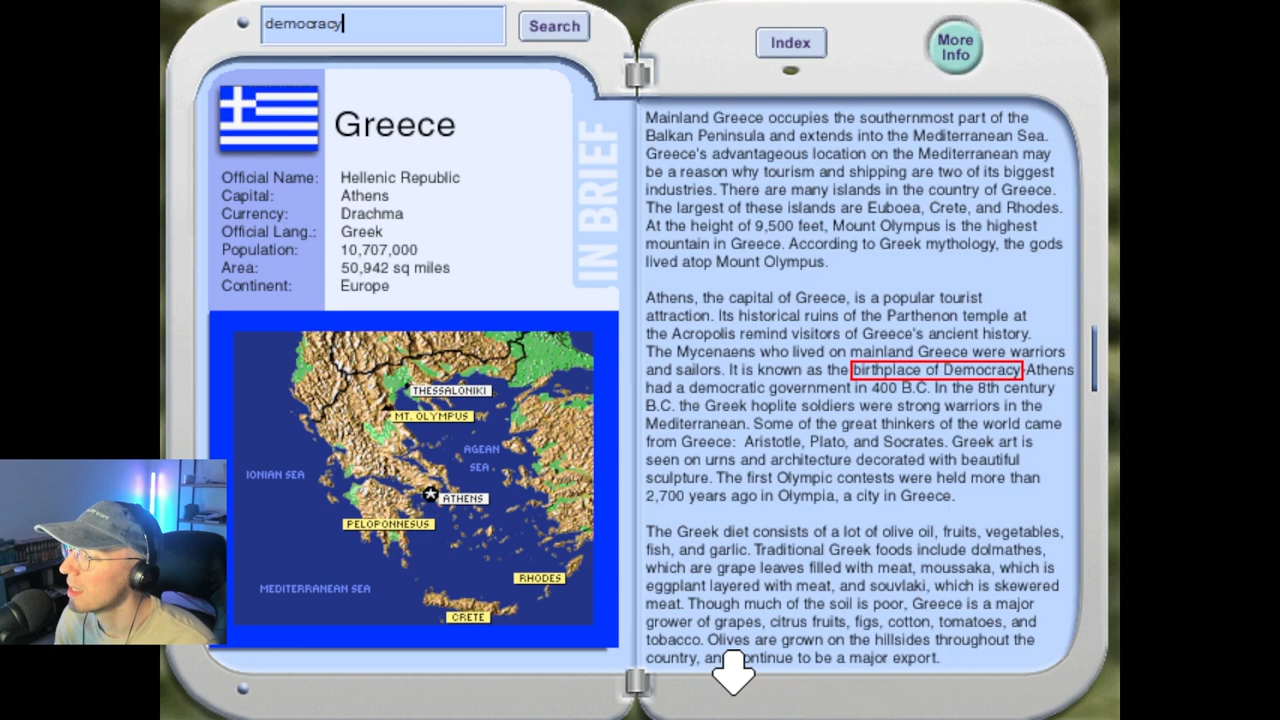 democracy
Search
Index
More
Info
Greece
IN BRIEF
Official Name: Hellenic Republic
Capital: Athens
Currency: Drachma
Official Lang.: Greek
Population: 10,707,000
Area: 50,942 sq miles
Continent: Europe
THESSALONIKI
MT. OLYMPUS
AGEAN
SEA
IONIAN SEA
ATHENS
PELOPONNESUS
RHODES
MEDITERRANEAN SEA
CRETE
Mainland Greece occupies the southernmost part of the
Balkan Peninsula and extends into the Mediterranean Sea.
Greece's advantageous location on the Mediterranean may
be a reason why tourism and shipping are two of its biggest
industries. There are many islands in the country of Greece.
The largest of these islands are Euboea, Crete, and Rhodes.
At the height of 9,500 feet, Mount Olympus is the highest
mountain in Greece. According to Greek mythology, the gods
lived atop Mount Olympus.
Athens, the capital of Greece, is a popular tourist
attraction. Its historical ruins of the Parthenon temple at
the Acropolis remind visitors of Greece's ancient history.
The Mycenaens who lived on mainland Greece were warriors
and sailors. It is known as the birthplace of Democracy Athens
had a democratic government in 400 B.C. In the 8th century
B.C. the Greek hoplite soldiers were strong warriors in the
Mediterranean. Some of the great thinkers of the world came
from Greece: Aristotle, Plato, and Socrates. Greek art is
seen on urns and architecture decorated with beautiful
sculpture. The first Olympic contests were held more than
2,700 years ago in Olympia, a city in Greece.
The Greek diet consists of a lot of olive oil, fruits, vegetables,
fish, and garlic. Traditional Greek foods include dolmathes,
which are grape leaves filled with meat, moussaka, which is
eggplant layered with meat, and souvlaki, which is skewered
meat. Though much of the soil is poor, Greece is a major
grower of grapes, citrus fruits, figs, cotton, tomatoes, and
tobacco. Olives are grown on the hillsides throughout the
country, and continue to be a major export.